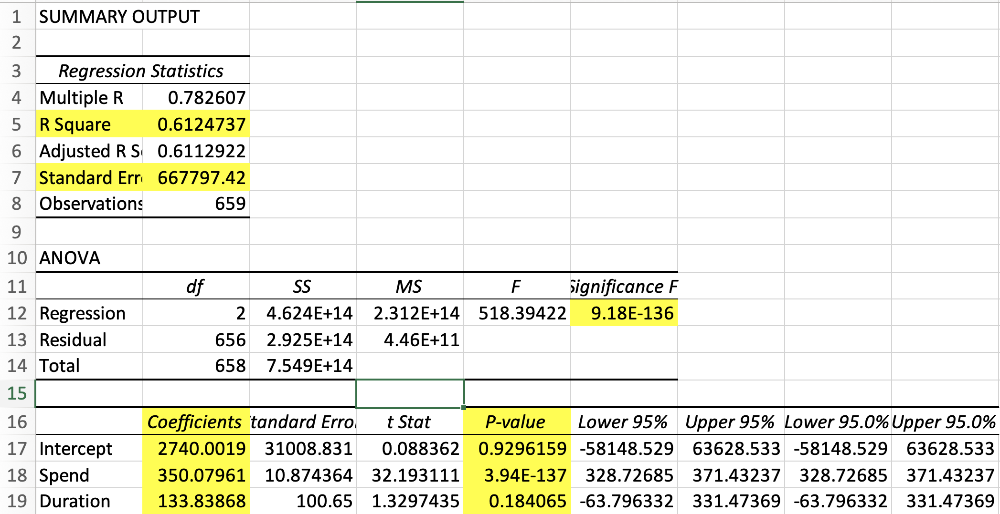 1 SUMMARY OUTPUT
2
3 Regression Statistics
4 Multiple R 0.782607
5 R Square 0.6124737
6 Adjusted R S 0.6112922
7 Standard Err 667797.42
8 Observations 659
9
10 ANOVA
11 df SS MS F Significance F
12 Regression 2 4.624E+14 2.312E+14 518.39422 9.18E-136
13 Residual 656 2.925E+14 4.46E+11
14 Total 658 7.549E+14
15
16 Coefficients tandard Erro t Stat P-value Lower 95% Upper 95% Lower 95.0% Upper 95.0%
17 Intercept 2740.0019 31008.831 0.088362 0.9296159 -58148.529 63628.533 -58148.529 63628.533
18 Spend 350.07961 10.874364 32.193111 3.94E-137 328.72685 371.43237 328.72685 371.43237
19 Duration 133.83868 100.65 1.3297435 0.184065 -63.796332 331.47369 -63.796332 331.47369